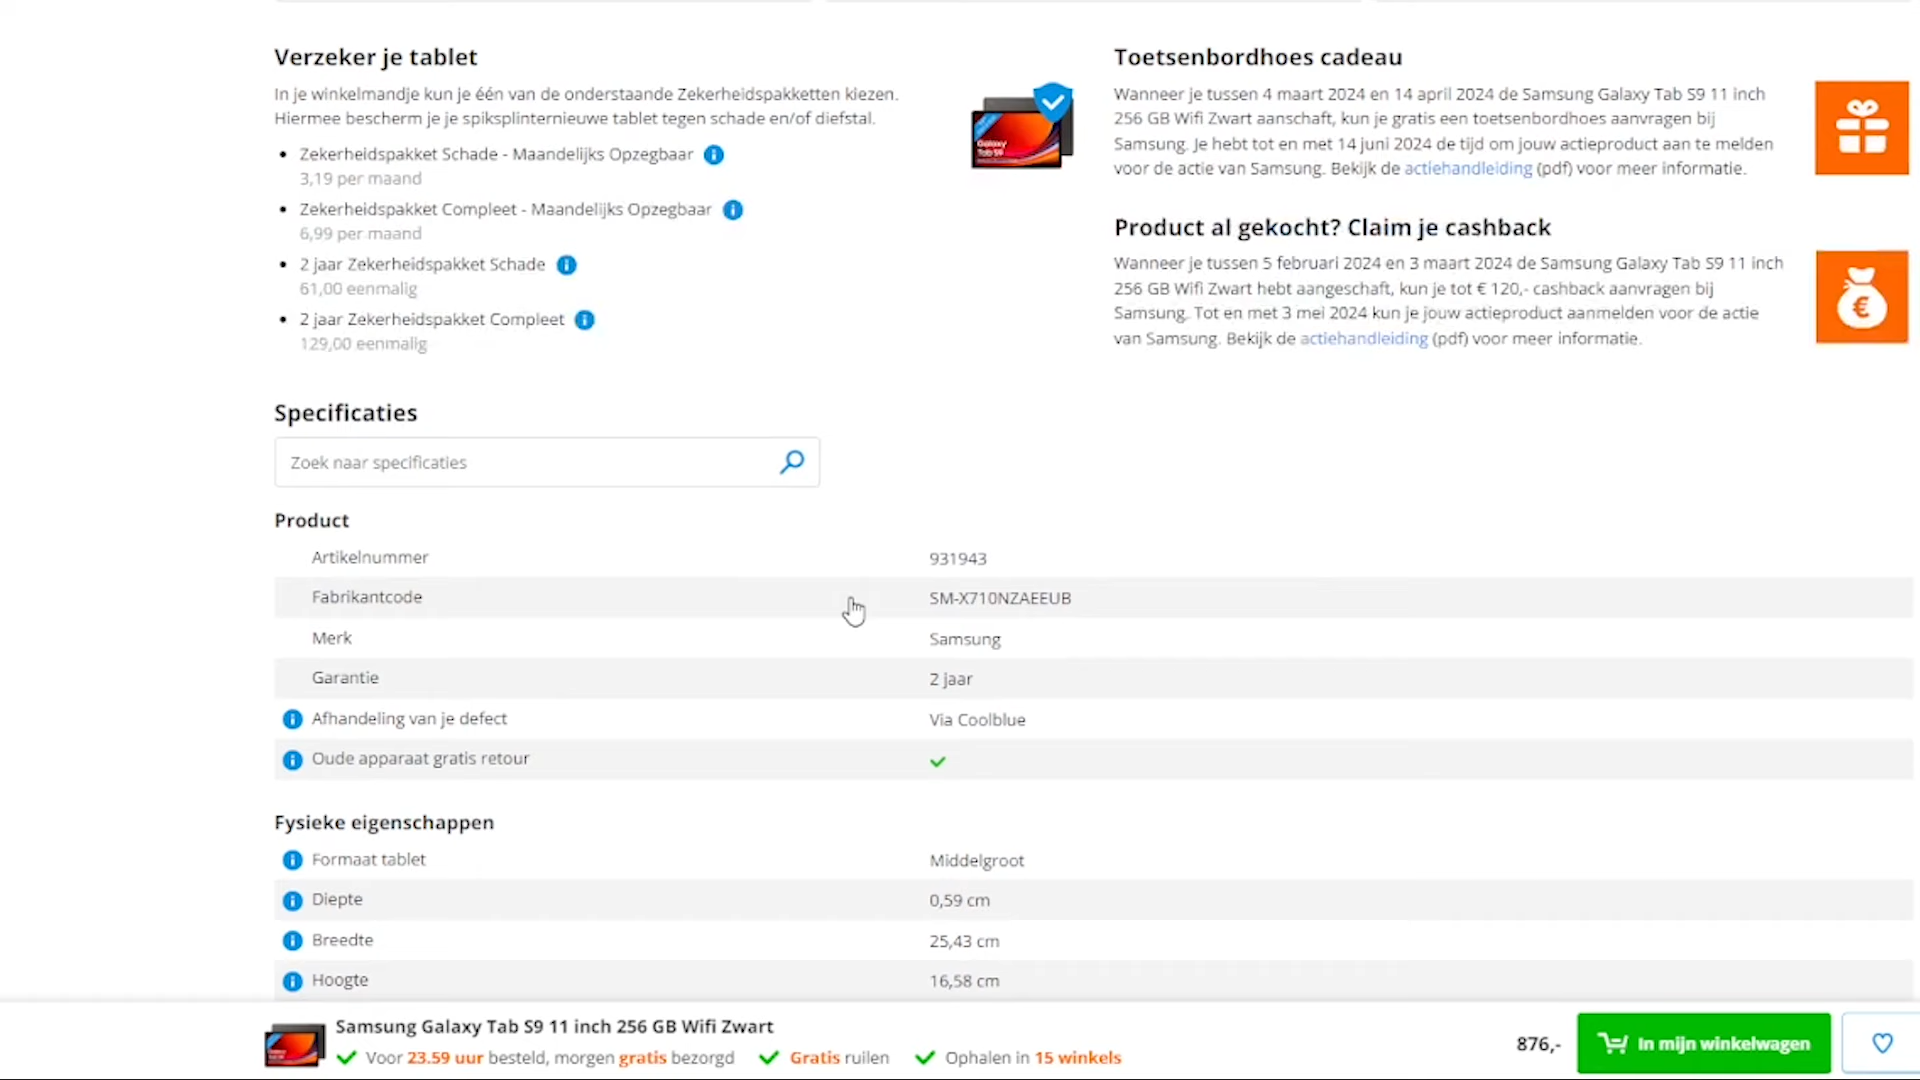 Verzeker je tablet
In je winkelmandje kun je één van de onderstaande Zekerheidspakketten kiezen.
Hiermee bescherm je je spiksplinternieuwe tablet tegen schade en/of diefstal.
Zekerheidspakket Schade - Maandelijks Opzegbaar
3,19 per maand
Zekerheidspakket Compleet - Maandelijks Opzegbaar
6,99 per maand
2 jaar Zekerheidspakket Schade
61,00 eenmalig
2 jaar Zekerheidspakket Compleet
129,00 eenmalig
Galaxy
Tab S9
Toetsenbordhoes cadeau
Wanneer je tussen 4 maart 2024 en 14 april 2024 de Samsung Galaxy Tab S9 11 inch
256 GB Wifi Zwart aanschaft, kun je gratis een toetsenbordhoes aanvragen bij
Samsung. Je hebt tot en met 14 juni 2024 de tijd om jouw actieproduct aan te melden
voor de actie van Samsung. Bekijk de actiehandleiding (pdf) voor meer informatie.
Product al gekocht? Claim je cashback
Wanneer je tussen 5 februari 2024 en 3 maart 2024 de Samsung Galaxy Tab S9 11 inch
256 GB Wifi Zwart hebt aangeschaft, kun je tot € 120,- cashback aanvragen bij
Samsung. Tot en met 3 mei 2024 kun je jouw actieproduct aanmelden voor de actie
van Samsung. Bekijk de actiehandleiding (pdf) voor meer informatie.
€
Specificaties
Zoek naar specificaties
Product
Artikelnummer 931943
Fabrikantcode SM-X710NZAEEUB
Merk Samsung
Garantie 2 jaar
Afhandeling van je defect Via Coolblue
Oude apparaat gratis retour
Fysieke eigenschappen
Formaat tablet Middelgroot
Diepte 0,59 cm
Breedte 25,43 cm
Hoogte 16,58 cm
Samsung Galaxy Tab S9 11 inch 256 GB Wifi Zwart
Voor 23.59 uur besteld, morgen gratis bezorgd Gratis ruilen Ophalen in 15 winkels
876,- In mijn winkelwagen